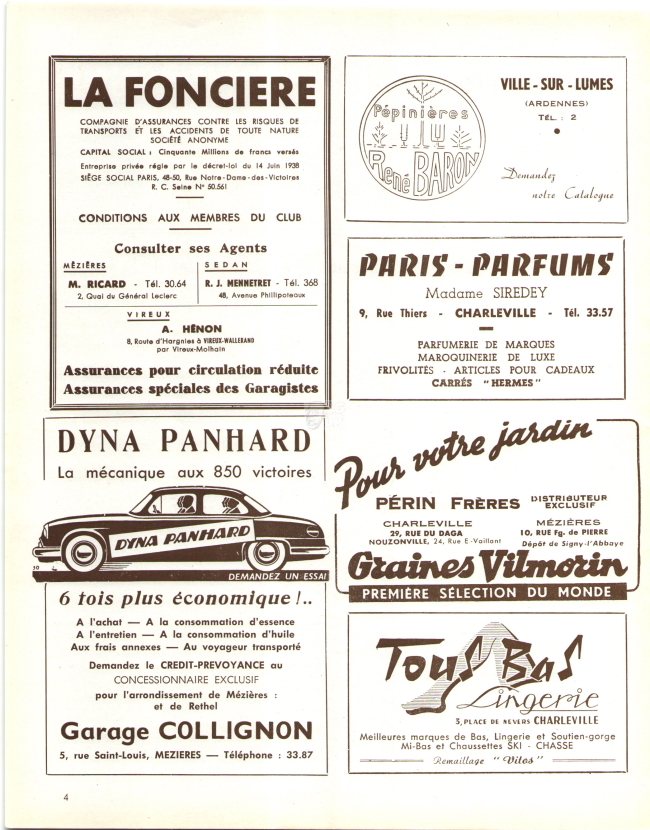 LA FONCIERE
COMPAGNIE D'ASSURANCES CONTRE LES RISQUES DE
TRANSPORTS ET LES ACCIDENTS DE TOUTE NATURE
SOCIÉTÉ ANONYME
CAPITAL SOCIAL : Cinquante Millions de francs versés
Entreprise privée régie par le décret-loi du 14 Juin 1938
SIÈGE SOCIAL PARIS, 48-50, Rue Notre-Dame-des-Victoires
R. C. Seine N° 50.561
CONDITIONS AUX MEMBRES DU CLUB
Consulter ses Agents
MÉZIÈRES
M. RICARD - Tél. 30.64
2, Quai du Général Leclerc
SEDAN
R. J. MENNETRET - Tél. 368
48, Avenue Phillipoteaux
VIREUX
A. HÉNON
8, Route d'Hargnies à VIREUX-WALLERAND
par Vireux-Molhain
Assurances pour circulation réduite
Assurances spéciales des Garagistes
Pépinières
René BARON
VILLE-SUR-LUMES
(ARDENNES)
TÉL. : 2
Demandez
notre Catalogue
PARIS-PARFUMS
Madame SIREDEY
9, Rue Thiers - CHARLEVILLE - Tél. 33.57
PARFUMERIE DE MARQUES
MAROQUINERIE DE LUXE
FRIVOLITÉS - ARTICLES POUR CADEAUX
CARRÉS "HERMES"
DYNA PANHARD
La mécanique aux 850 victoires
DYNA PANHARD
DEMANDEZ UN ESSAI
6 fois plus économique !..
A l'achat — A la consommation d'essence
A l'entretien — A la consommation d'huile
Aux frais annexes — Au voyageur transporté
Demandez le CREDIT-PREVOYANCE au
CONCESSIONNAIRE EXCLUSIF
pour l'arrondissement de Mézières :
et de Rethel
Garage COLLIGNON
5, rue Saint-Louis, MEZIERES — Téléphone : 33.87
Pour votre jardin
PÉRIN FRÈRES
DISTRIBUTEUR
EXCLUSIF
CHARLEVILLE
29, RUE DU DAGA
NOUZONVILLE, 24, Rue E-Vaillant
MÉZIÈRES
10, RUE Fg. de PIERRE
Dépôt de Signy-l'Abbaye
Graines Vilmorin
PREMIÈRE SÉLECTION DU MONDE
Tous Bas
Lingerie
3, PLACE DE NEVERS CHARLEVILLE
Meilleures marques de Bas, Lingerie et Soutien-gorge
Mi-Bas et Chaussettes SKI - CHASSE
Remaillage "Vitos"
4